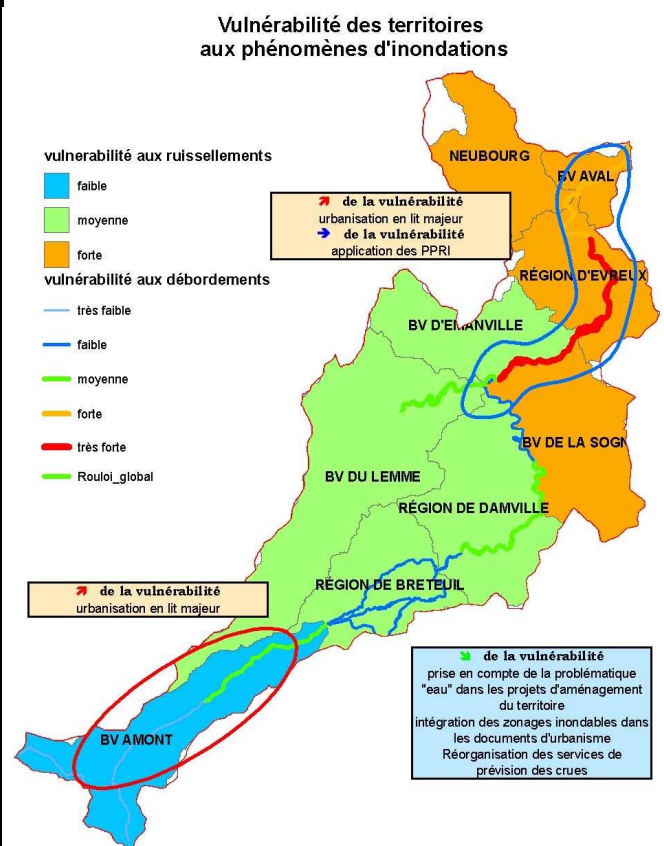 Vulnérabilité des territoires
aux phénomènes d'inondations
vulnerabilité aux ruissellements
faible
moyenne
forte
vulnérabilité aux débordements
très faible
faible
moyenne
forte
très forte
Rouloi_global
NEUBOURG
BV AVAL
de la vulnérabilité
urbanisation en lit majeur
de la vulnérabilité
application des PPRI
RÉGION D'EVREUX
BV D'EMANVILLE
BV DE LA SOGN
BV DU LEMME
RÉGION DE DAMVILLE
RÉGION DE BRETEUIL
de la vulnérabilité
urbanisation en lit majeur
BV AMONT
de la vulnérabilité
prise en compte de la problématique
"eau" dans les projets d'aménagement
du territoire
intégration des zonages inondables dans
les documents d'urbanisme
Réorganisation des services de
prévision des crues